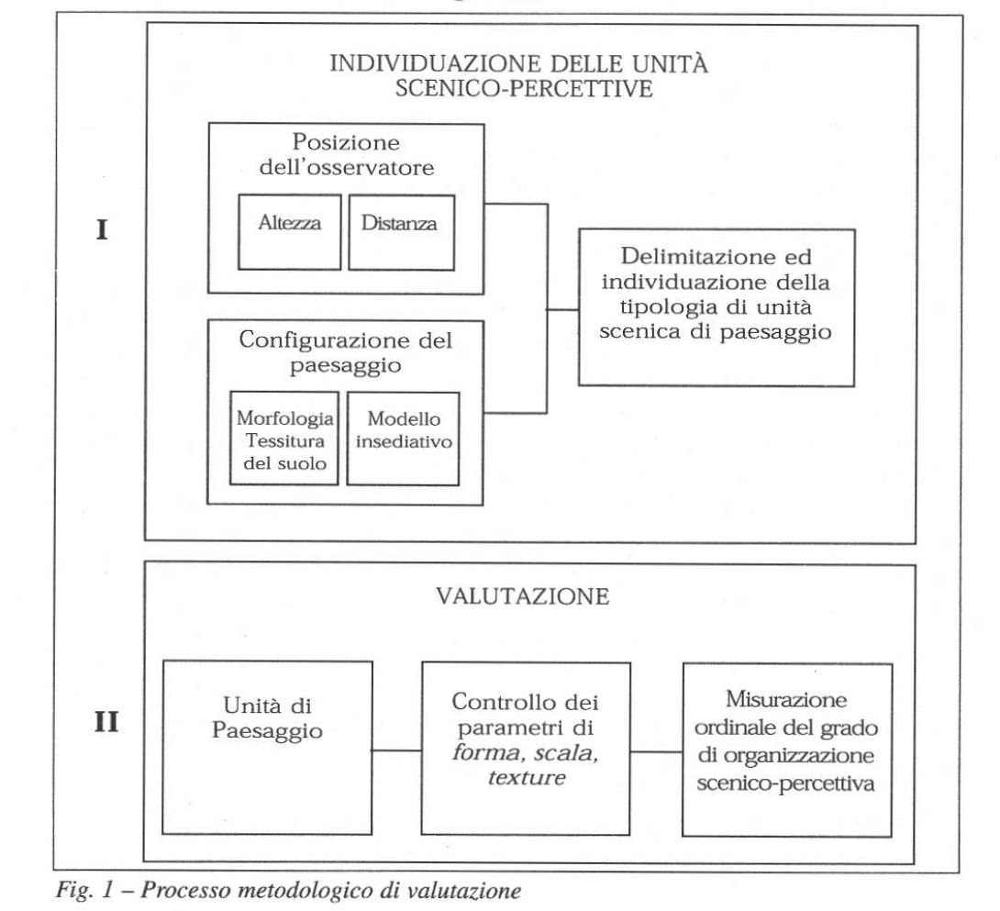 INDIVIDUAZIONE DELLE UNITÀ
SCENICO-PERCETTIVE
I
Posizione
dell'osservatore
Altezza
Distanza
Configurazione del
paesaggio
Morfologia
Tessitura
del suolo
Modello
insediativo
Delimitazione ed
individuazione della
tipologia di unità
scenica di paesaggio
VALUTAZIONE
II
Unità di
Paesaggio
Controllo dei
parametri di
forma, scala,
texture
Misurazione
ordinale del grado
di organizzazione
scenico-percettiva
Fig. 1 – Processo metodologico di valutazione